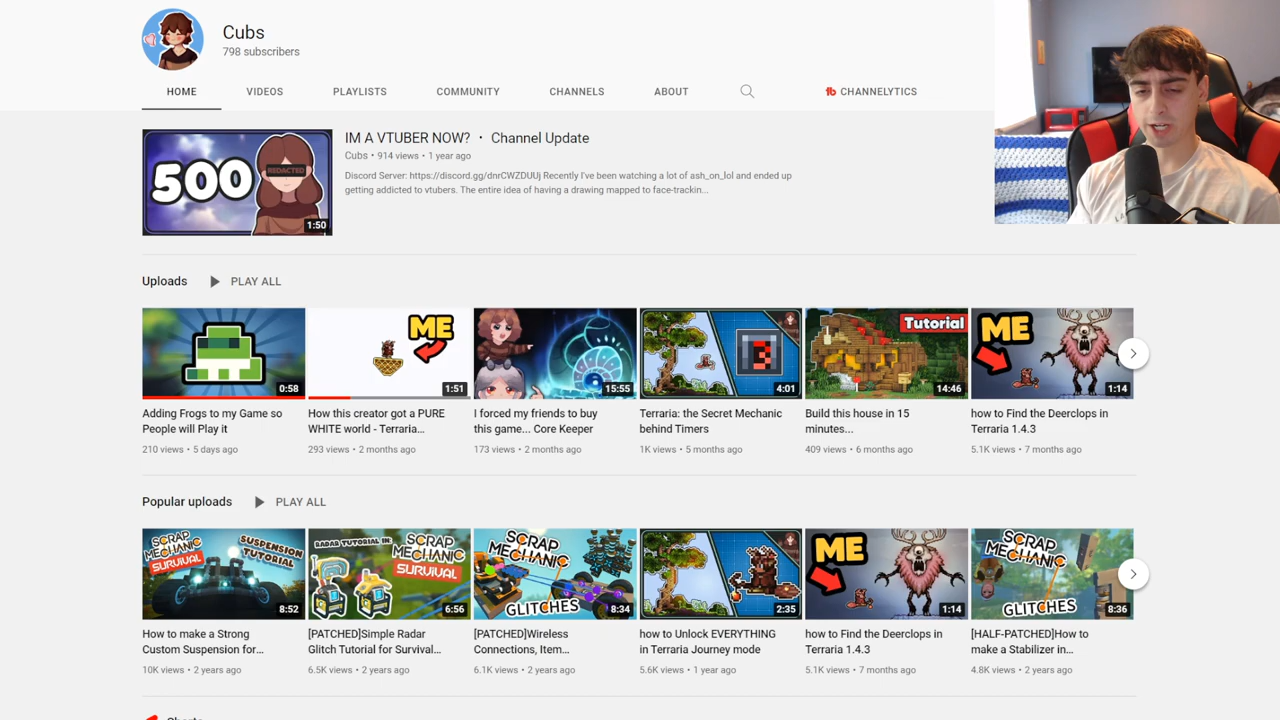 Cubs
798 subscribers
HOME VIDEOS PLAYLISTS COMMUNITY CHANNELS ABOUT CHANNELYTICS
500
REDACTED
1:50
IM A VTUBER NOW? · Channel Update
Cubs • 914 views • 1 year ago
Discord Server: https://discord.gg/dnrCWZDUUj Recently I've been watching a lot of ash_on_lol and ended up
getting addicted to vtubers. The entire idea of having a drawing mapped to face-trackin...
Uploads PLAY ALL
0:58
ME
1:51
15:55
3
4:01
Tutorial
14:46
ME
1:14
Adding Frogs to my Game so
People will Play it
210 views • 5 days ago
How this creator got a PURE
WHITE world - Terraria...
293 views • 2 months ago
I forced my friends to buy
this game... Core Keeper
173 views • 2 months ago
Terraria: the Secret Mechanic
behind Timers
1K views • 5 months ago
Build this house in 15
minutes...
409 views • 6 months ago
how to Find the Deerclops in
Terraria 1.4.3
5.1K views • 7 months ago
Popular uploads PLAY ALL
SCRAP
MECHANIC
SURVIVAL
SUSPENSION
TUTORIAL
8:52
RADAR TUTORIAL IN:
SCRAP
MECHANIC
SURVIVAL
6:56
SCRAP
MECHANIC
GLITCHES
8:34
2:35
ME
1:14
SCRAP
MECHANIC
GLITCHES
8:36
How to make a Strong
Custom Suspension for...
10K views • 2 years ago
[PATCHED]Simple Radar
Glitch Tutorial for Survival...
6.5K views • 2 years ago
[PATCHED]Wireless
Connections, Item...
6.1K views • 2 years ago
how to Unlock EVERYTHING
in Terraria Journey mode
5.6K views • 1 year ago
how to Find the Deerclops in
Terraria 1.4.3
5.1K views • 7 months ago
[HALF-PATCHED]How to
make a Stabilizer in...
4.8K views • 2 years ago